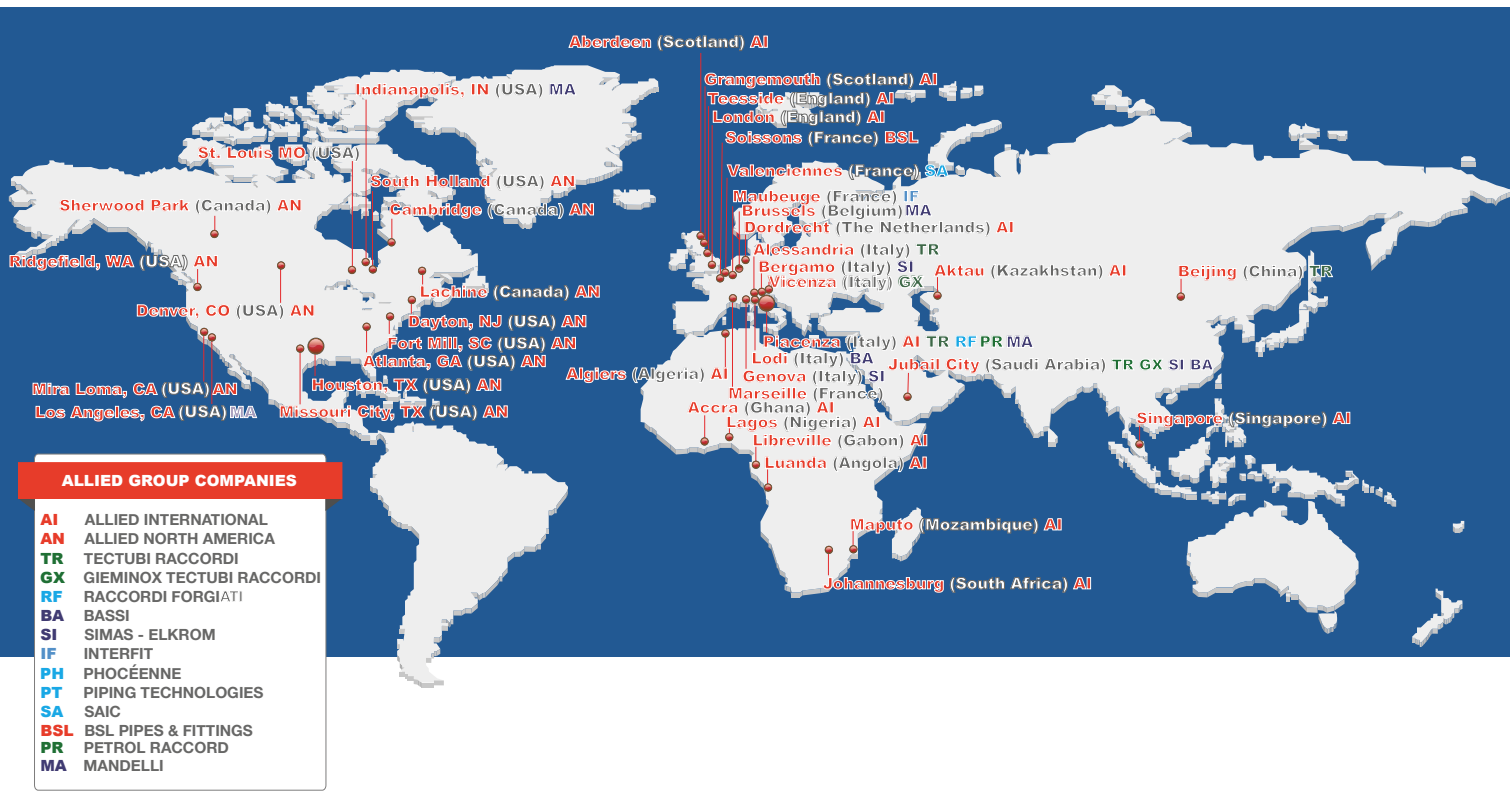 Aberdeen (Scotland) AI
Grangemouth (Scotland) AI
Indianapolis, IN (USA) MA
Teesside (England) AI
London (England) AI
Soissons (France) BSL
St. Louis MO (USA)
Valenciennes (France) SA
South Holland (USA) AN
Maubeuge (France) IF
Sherwood Park (Canada) AN
Cambridge (Canada) AN
Brussels (Belgium) MA
Dordrecht (The Netherlands) AI
Alessandria (Italy) TR
Ridgefield, WA (USA) AN
Bergamo (Italy) SI
Aktau (Kazakhstan) AI
Beijing (China) TR
Vicenza (Italy) GX
Lachine (Canada) AN
Denver, CO (USA) AN
Dayton, NJ (USA) AN
Fort Mill, SC (USA) AN
Piacenza (Italy) AI TR RF PR MA
Atlanta, GA (USA) AN
Lodi (Italy) BA
Jubail City (Saudi Arabia) TR GX SI BA
Algiers (Algeria) AI
Genova (Italy) SI
Houston, TX (USA) AN
Mira Loma, CA (USA) AN
Marseille (France)
Accra (Ghana) AI
Los Angeles, CA (USA) MA
Missouri City, TX (USA) AN
Singapore (Singapore) AI
Lagos (Nigeria) AI
Libreville (Gabon) AI
Luanda (Angola) AI
Maputo (Mozambique) AI
Johannesburg (South Africa) AI
ALLIED GROUP COMPANIES
AI ALLIED INTERNATIONAL
AN ALLIED NORTH AMERICA
TR TECTUBI RACCORDI
GX GIEMINOX TECTUBI RACCORDI
RF RACCORDI FORGIATI
BA BASSI
SI SIMAS - ELKROM
IF INTERFIT
PH PHOCÉENNE
PT PIPING TECHNOLOGIES
SA SAIC
BSL BSL PIPES & FITTINGS
PR PETROL RACCORD
MA MANDELLI